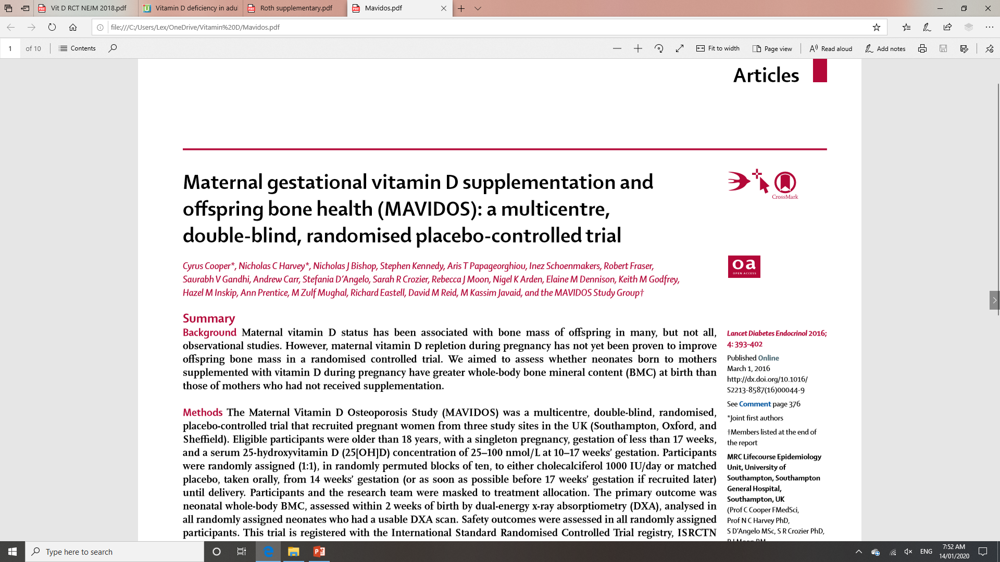 Vit D RCT NEJM 2018.pdf
Vitamin D deficiency in adul
Roth supplementary.pdf
Mavidos.pdf
file:///C:/Users/Lex/OneDrive/Vitamin%20D/Mavidos.pdf
1 of 10
Contents
Fit to width
Page view
Read aloud
Add notes
Articles
Maternal gestational vitamin D supplementation and
offspring bone health (MAVIDOS): a multicentre,
double-blind, randomised placebo-controlled trial
CrossMark
Cyrus Cooper*, Nicholas C Harvey*, Nicholas J Bishop, Stephen Kennedy, Aris T Papageorghiou, Inez Schoenmakers, Robert Fraser,
Saurabh V Gandhi, Andrew Carr, Stefania D’Angelo, Sarah R Crozier, Rebecca J Moon, Nigel K Arden, Elaine M Dennison, Keith M Godfrey,
Hazel M Inskip, Ann Prentice, M Zulf Mughal, Richard Eastell, David M Reid, M Kassim Javaid, and the MAVIDOS Study Group†
oa
OPEN ACCESS
Summary
Background Maternal vitamin D status has been associated with bone mass of offspring in many, but not all,
observational studies. However, maternal vitamin D repletion during pregnancy has not yet been proven to improve
offspring bone mass in a randomised controlled trial. We aimed to assess whether neonates born to mothers
supplemented with vitamin D during pregnancy have greater whole-body bone mineral content (BMC) at birth than
those of mothers who had not received supplementation.
Methods The Maternal Vitamin D Osteoporosis Study (MAVIDOS) was a multicentre, double-blind, randomised,
placebo-controlled trial that recruited pregnant women from three study sites in the UK (Southampton, Oxford, and
Sheffield). Eligible participants were older than 18 years, with a singleton pregnancy, gestation of less than 17 weeks,
and a serum 25-hydroxyvitamin D (25[OH]D) concentration of 25–100 nmol/L at 10–17 weeks’ gestation. Participants
were randomly assigned (1:1), in randomly permuted blocks of ten, to either cholecalciferol 1000 IU/day or matched
placebo, taken orally, from 14 weeks’ gestation (or as soon as possible before 17 weeks’ gestation if recruited later)
until delivery. Participants and the research team were masked to treatment allocation. The primary outcome was
neonatal whole-body BMC, assessed within 2 weeks of birth by dual-energy x-ray absorptiometry (DXA), analysed in
all randomly assigned neonates who had a usable DXA scan. Safety outcomes were assessed in all randomly assigned
participants. This trial is registered with the International Standard Randomised Controlled Trial registry, ISRCTN
Lancet Diabetes Endocrinol 2016;
4: 393–402
Published Online
March 1, 2016
http://dx.doi.org/10.1016/
S2213-8587(16)00044-9
See Comment page 376
*Joint first authors
†Members listed at the end of
the report
MRC Lifecourse Epidemiology
Unit, University of
Southampton, Southampton
General Hospital,
Southampton, UK
(Prof C Cooper FMedSci,
Prof N C Harvey PhD,
S D’Angelo MSc, S R Crozier PhD,
Type here to search
ENG
7:52 AM
14/01/2020